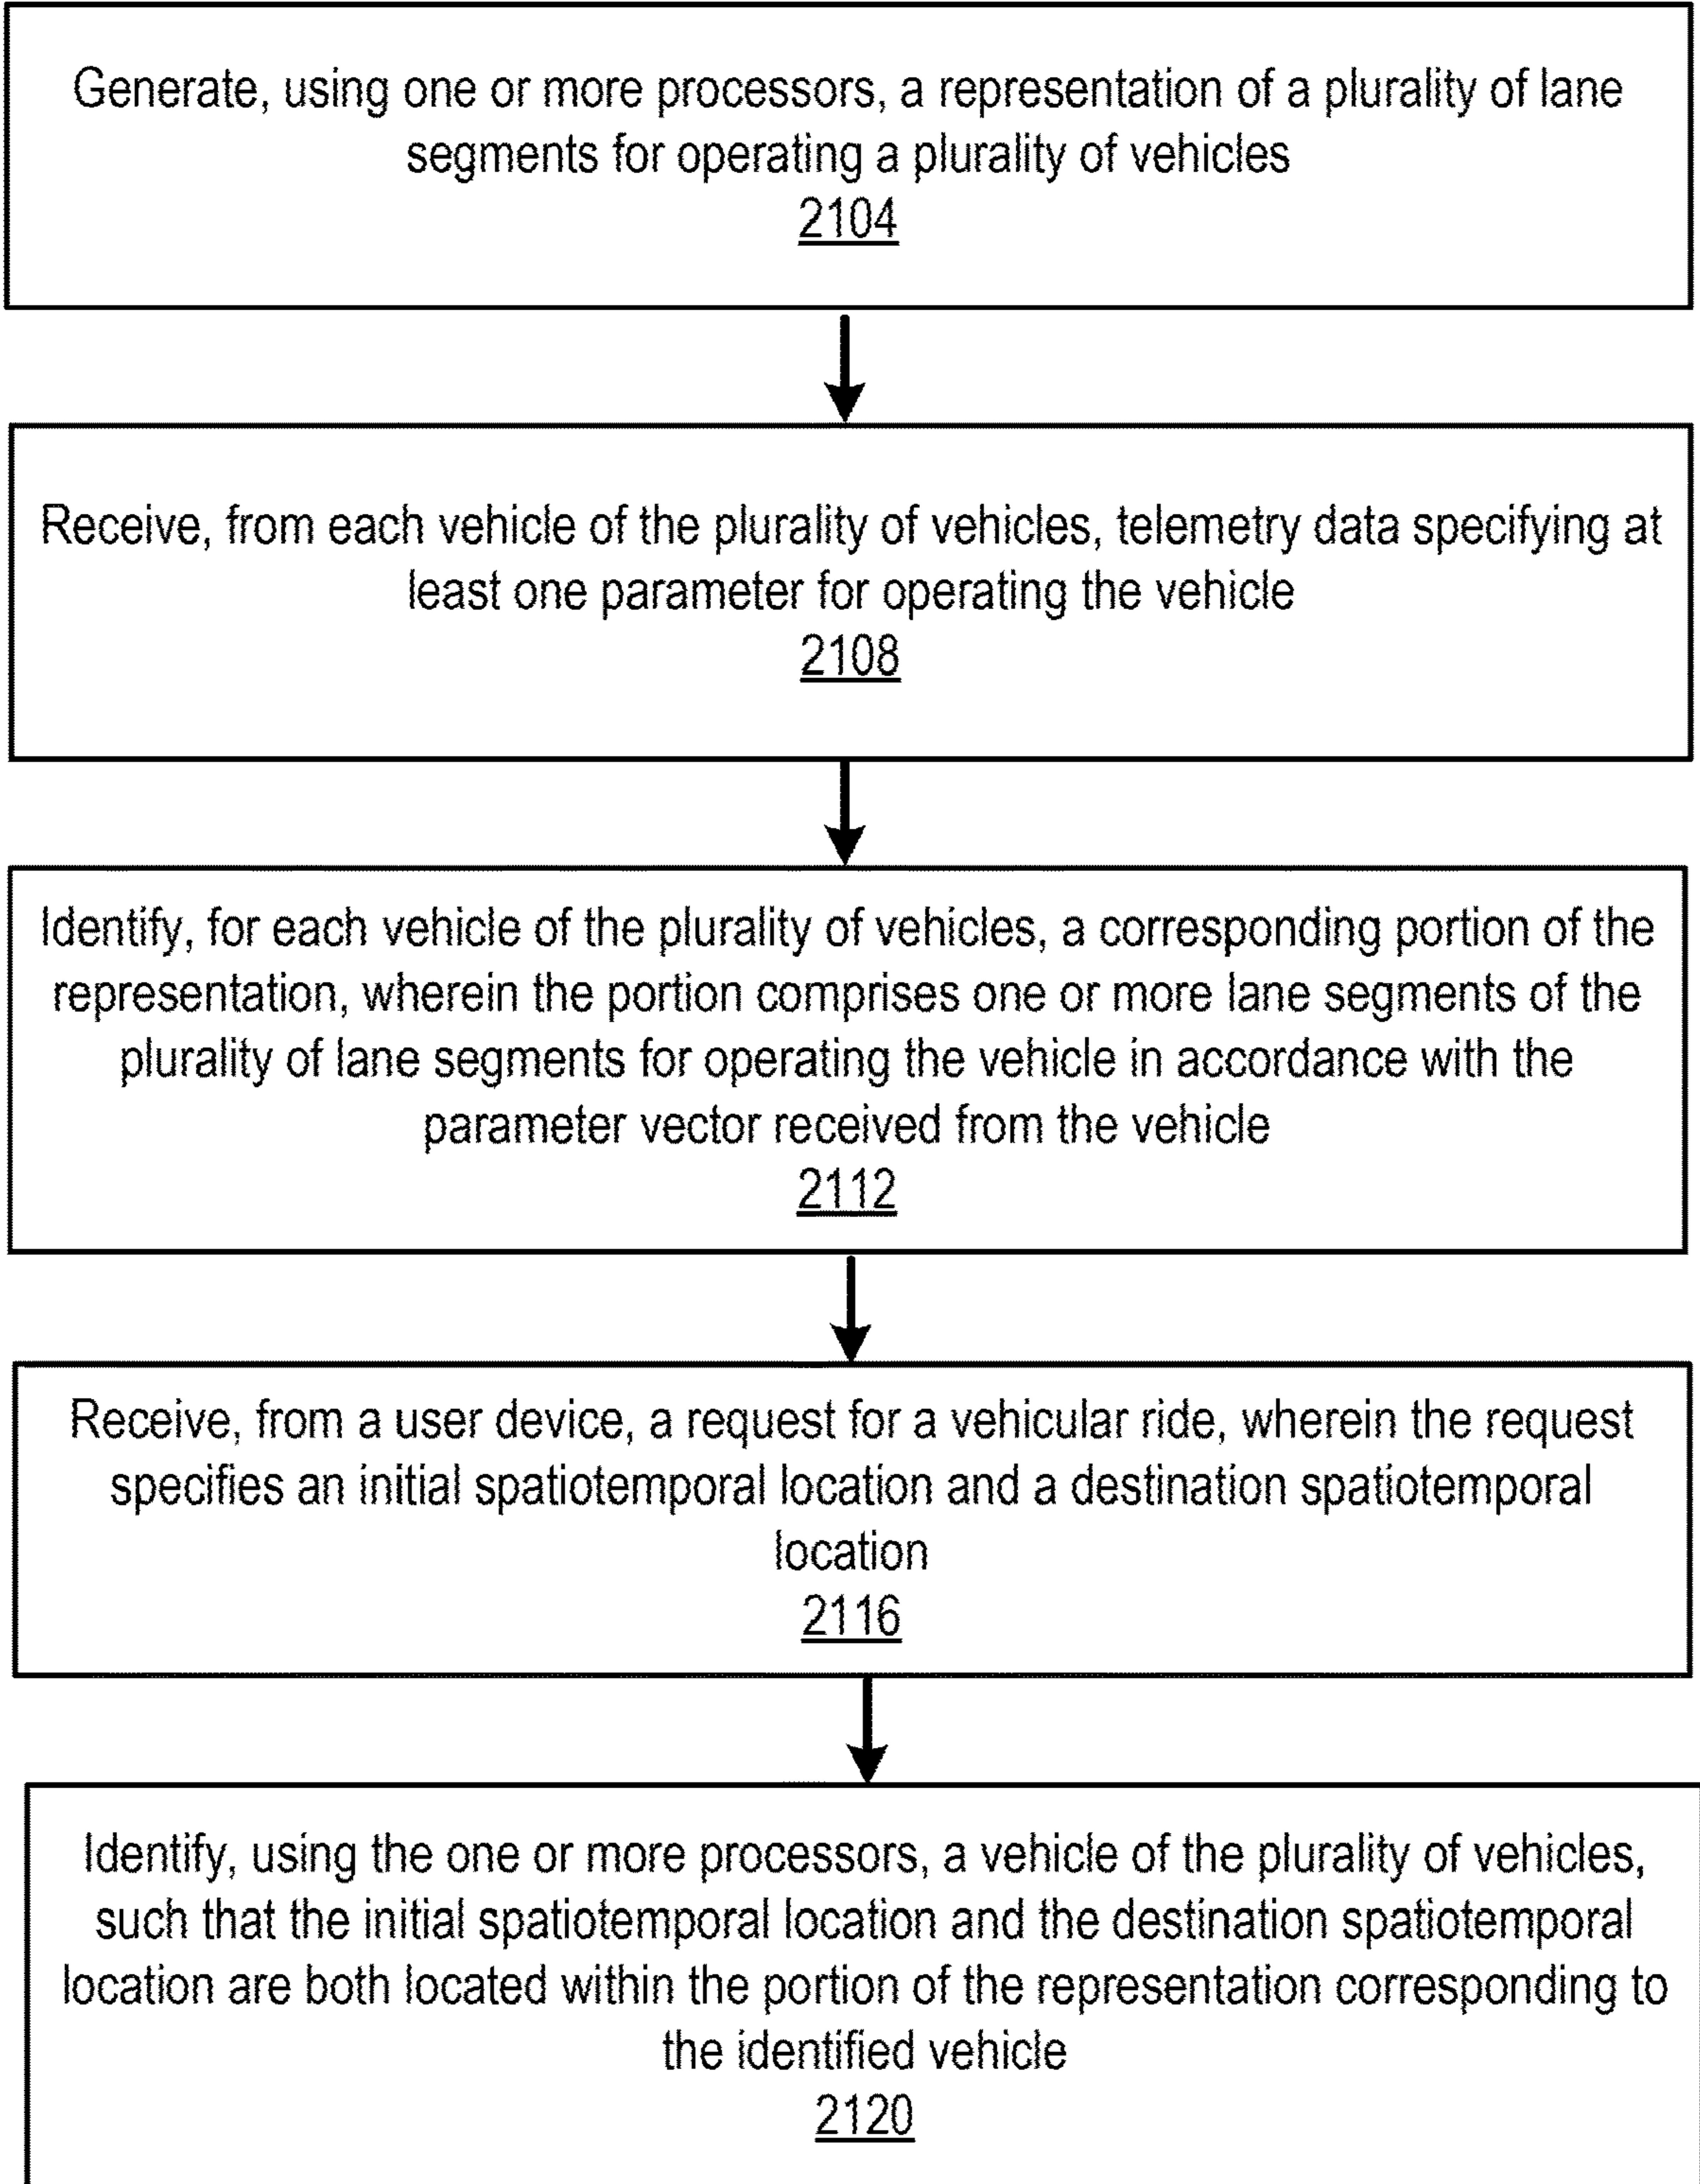 Generate, using one or more processors, a representation of a plurality of lane
segments for operating a plurality of vehicles
2104
Receive, from each vehicle of the plurality of vehicles, telemetry data specifying at
least one parameter for operating the vehicle
2108
Identify, for each vehicle of the plurality of vehicles, a corresponding portion of the
representation, wherein the portion comprises one or more lane segments of the
plurality of lane segments for operating the vehicle in accordance with the
parameter vector received from the vehicle
2112
Receive, from a user device, a request for a vehicular ride, wherein the request
specifies an initial spatiotemporal location and a destination spatiotemporal
location
2116
Identify, using the one or more processors, a vehicle of the plurality of vehicles,
such that the initial spatiotemporal location and the destination spatiotemporal
location are both located within the portion of the representation corresponding to
the identified vehicle
2120